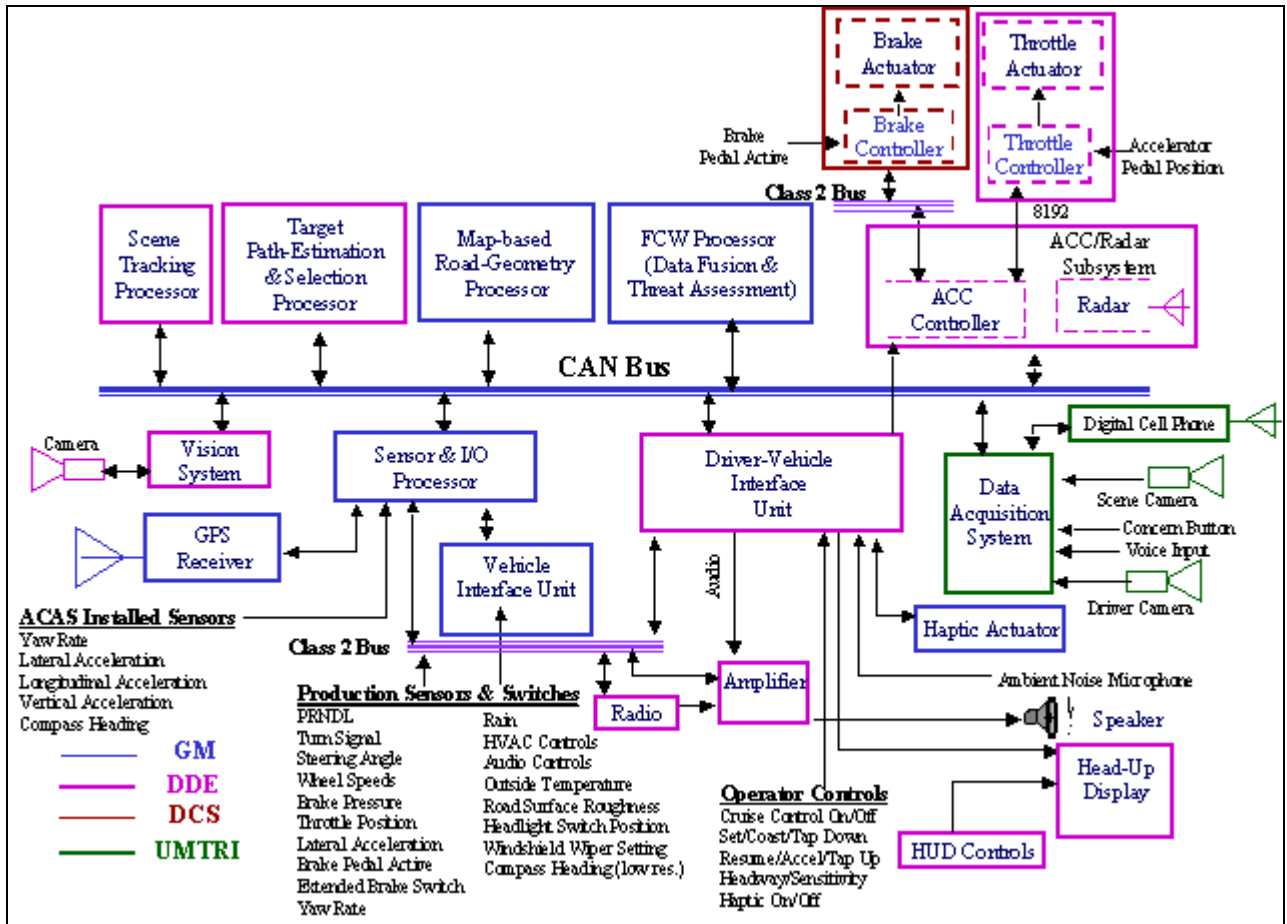 Brake
Actuator
Throttle
Actuator
Brake
Pedal Active
Brake
Controller
Throttle
Controller
Accelerator
Pedal Position
Class 2 Bus
8192
Scene
Tracking
Processor
Target
Path-Estimation
& Selection
Processor
Map-based
Road-Geometry
Processor
FCW Processor
(Data Fusion &
Threat Assessment)
ACC/Radar
Subsystem
ACC
Controller
Radar
CAN Bus
Camera
Vision
System
Sensor & I/O
Processor
Driver-Vehicle
Interface
Unit
Digital Cell Phone
Data
Acquisition
System
Scene Camera
Concern Button
Voice Input
Driver Camera
GPS
Receiver
Vehicle
Interface Unit
Audio
Haptic Actuator
ACAS Installed Sensors
Yaw Rate
Lateral Acceleration
Longitudinal Acceleration
Vertical Acceleration
Compass Heading
Class 2 Bus
GM
DDE
DCS
UMTRI
Production Sensors & Switches
PRNDL
Turn Signal
Steering Angle
Wheel Speeds
Brake Pressure
Throttle Position
Lateral Acceleration
Brake Pedal Active
Extended Brake Switch
Yaw Rate
Rain
HVAC Controls
Audio Controls
Outside Temperature
Road Surface Roughness
Headlight Switch Position
Windshield Wiper Setting
Compass Heading (low res.)
Radio
Amplifier
Ambient Noise Microphone
Speaker
Head-Up
Display
Operator Controls
Cruise Control On/Off
Set/Coast/Tap Down
Resume/Accel/Tap Up
Headway/Sensitivity
Haptic On/Off
HUD Controls